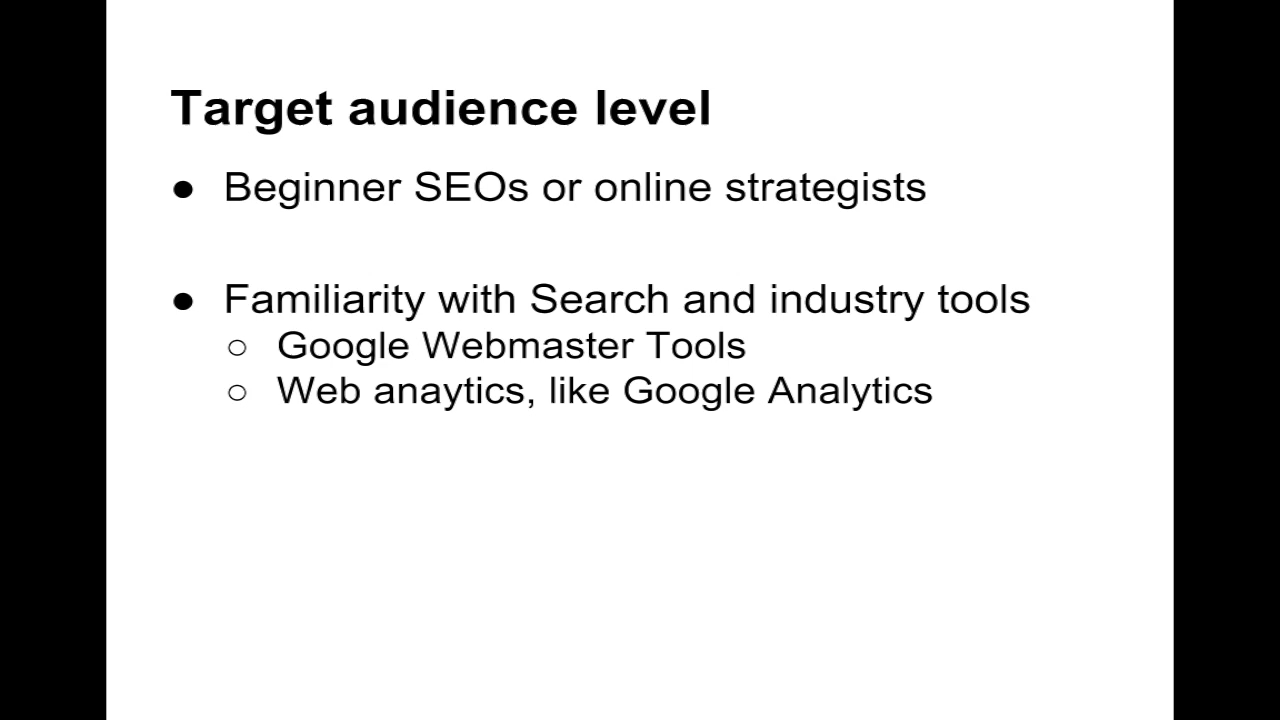 Target audience level
● Beginner SEOs or online strategists
● Familiarity with Search and industry tools
○ Google Webmaster Tools
○ Web anaytics, like Google Analytics